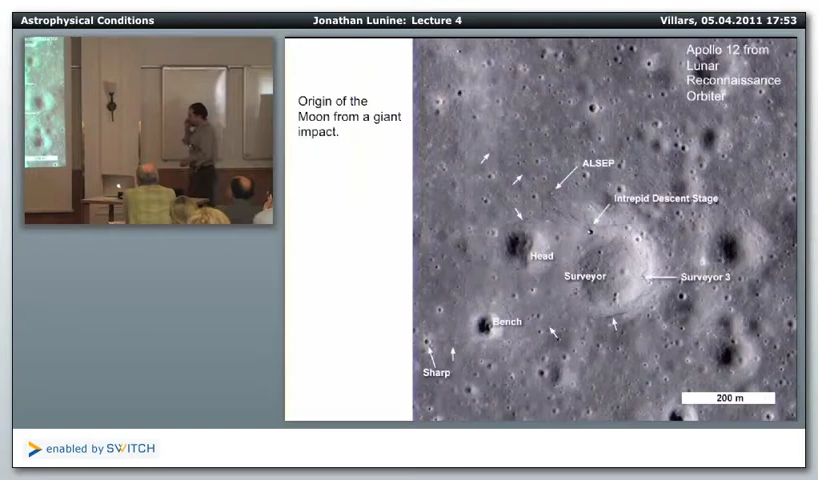 Astrophysical Conditions
Jonathan Lunine: Lecture 4
Villars, 05.04.2011 17:53
Origin of the
Moon from a giant
impact.
Apollo 12 from
Lunar
Reconnaissance
Orbiter
ALSEP
Intrepid Descent Stage
Head
Surveyor
Surveyor 3
Bench
Sharp
200 m
enabled by SWITCH